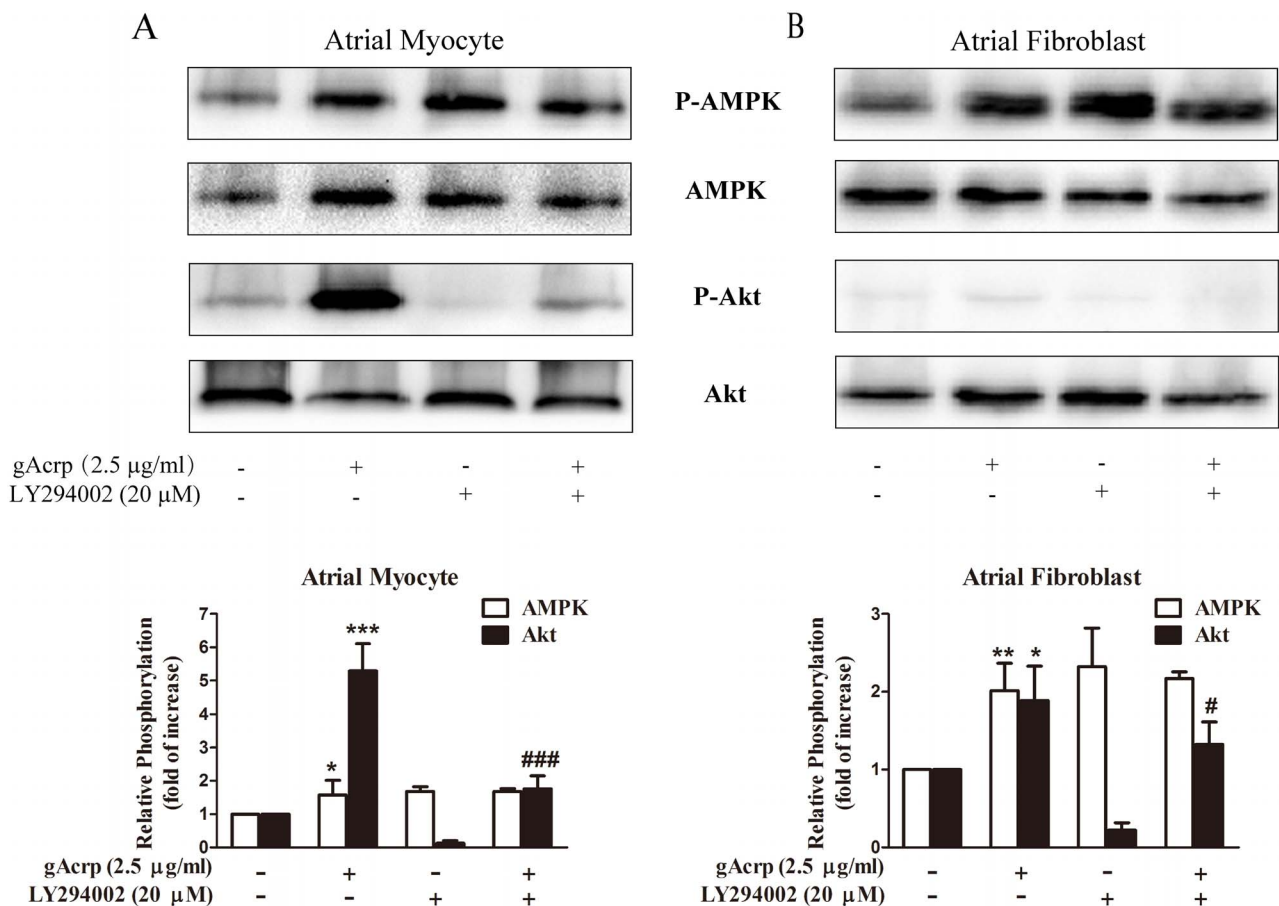 A
Atrial Myocyte
B
Atrial Fibroblast
P-AMPK
AMPK
P-Akt
Akt
gAcrp (2.5 μg/ml) - + - + - + - +
LY294002 (20 μM) - - + + - - + +
Atrial Myocyte
AMPK
Akt
Relative Phosphorylation
(fold of increase)
7
6
5
4
3
2
1
0
*
***
###
gAcrp (2.5 μg/ml) - + - +
LY294002 (20 μM) - - + +
Atrial Fibroblast
AMPK
Akt
Relative Phosphorylation
(fold of increase)
3
2
1
0
**
*
#
gAcrp (2.5 μg/ml) - + - +
LY294002 (20 μM) - - + +